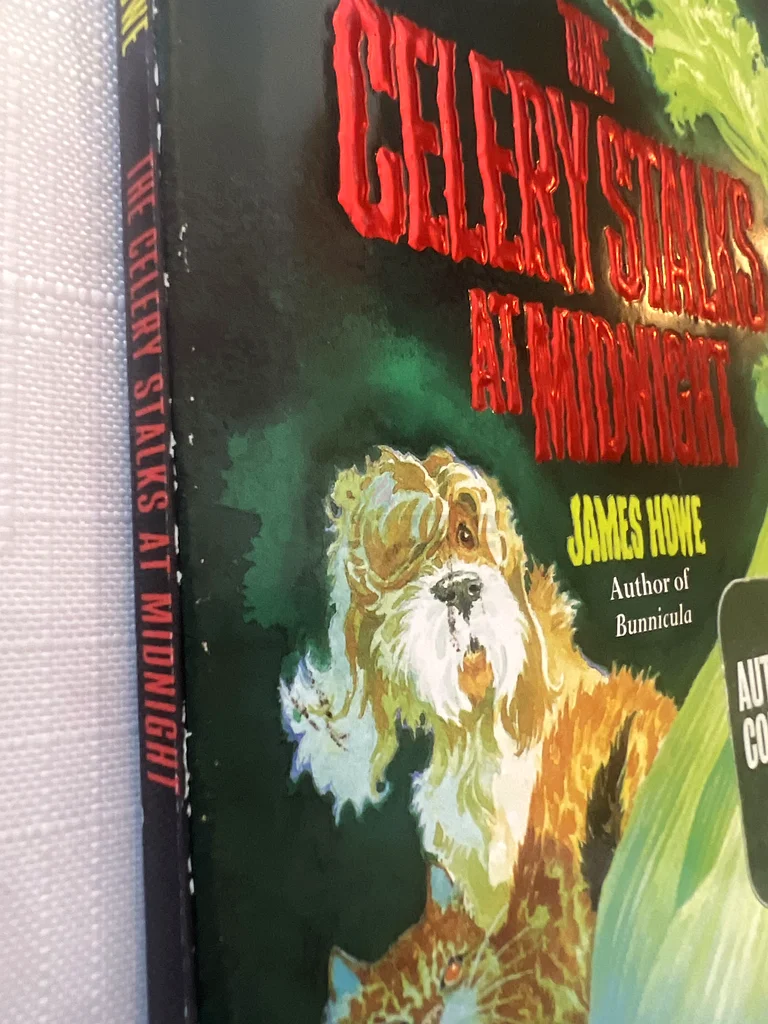 THE
CELERY STALKS
AT MIDNIGHT
JAMES HOWE
Author of
Bunnicula
THE CELERY STALKS AT MIDNIGHT